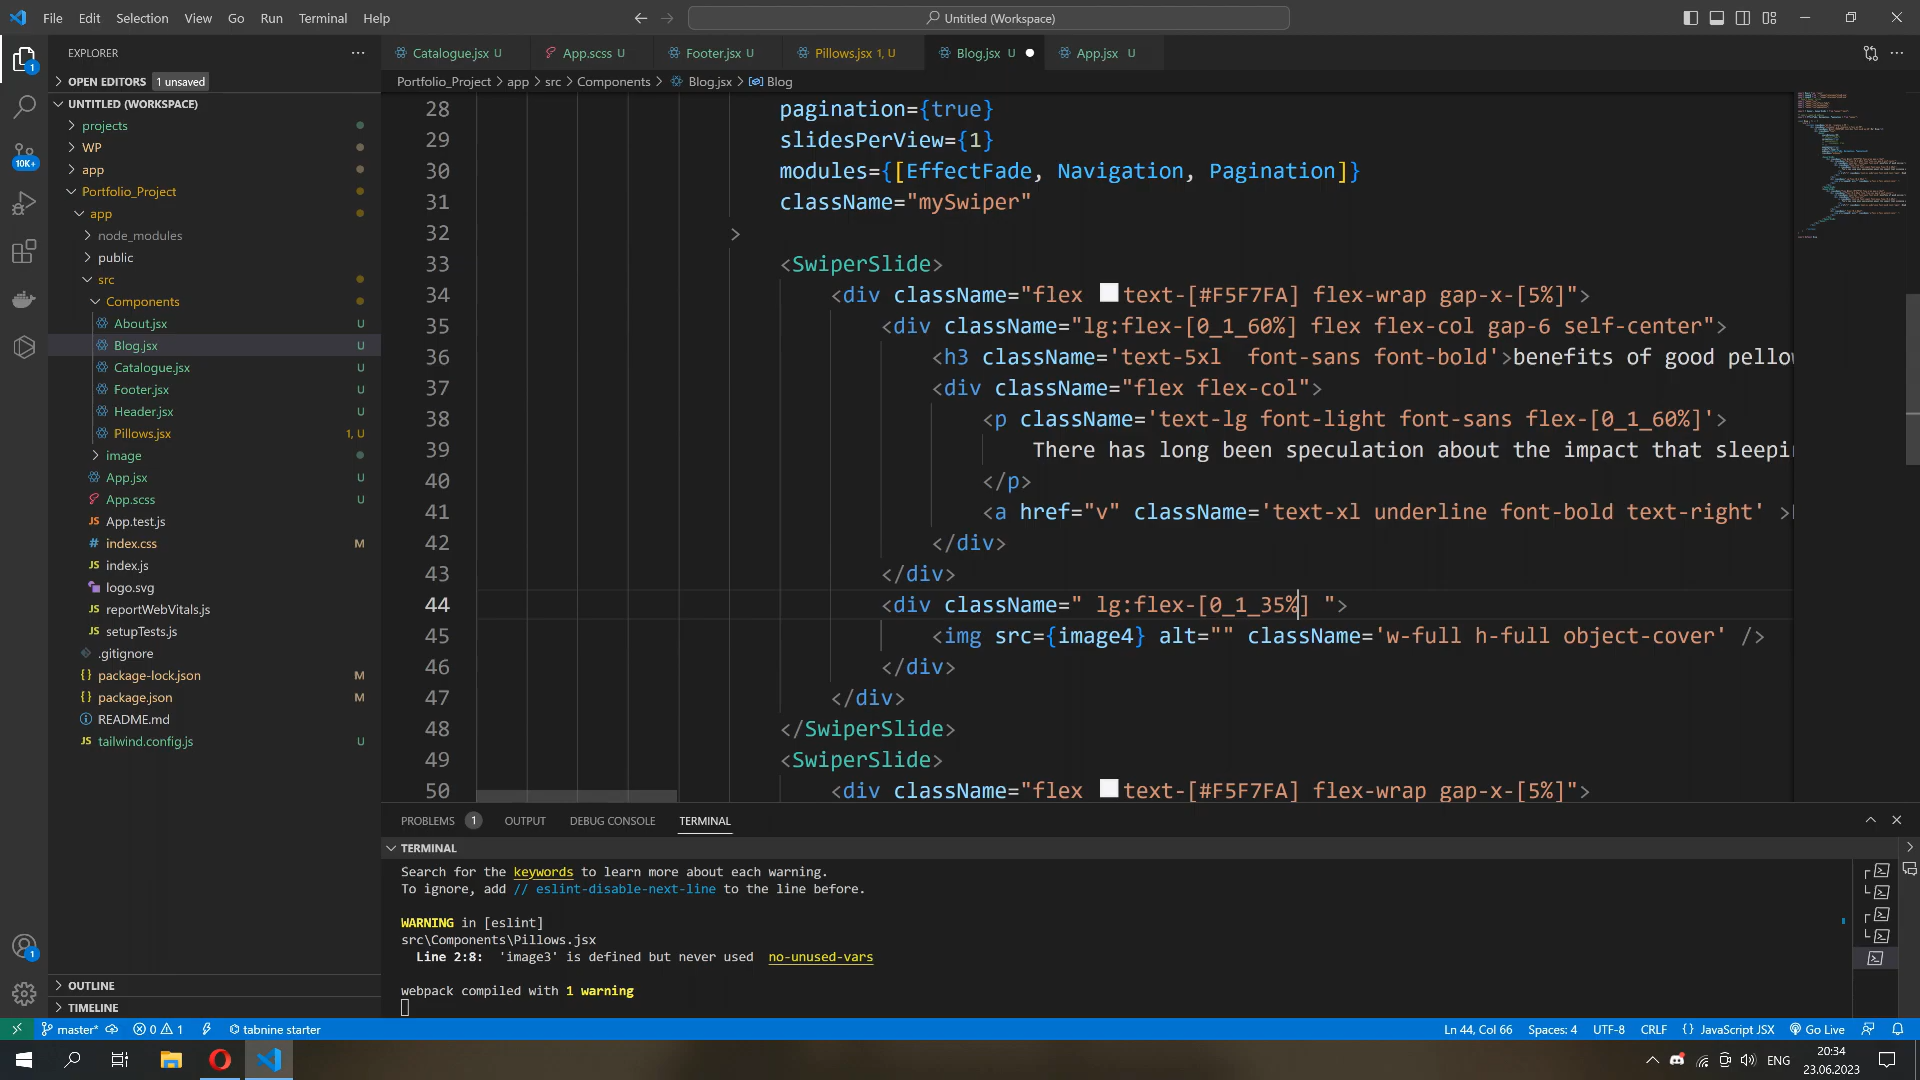 File Edit Selection View Go Run Terminal Help
Untitled (Workspace)
EXPLORER
Catalogue.jsx U
App.scss U
Footer.jsx U
Pillows.jsx 1, U
Blog.jsx U
App.jsx U
OPEN EDITORS 1 unsaved
Portfolio_Project > app > src > Components > Blog.jsx > Blog
UNTITLED (WORKSPACE)
projects
WP
app
Portfolio_Project
app
node_modules
public
src
Components
About.jsx U
Blog.jsx U
Catalogue.jsx U
Footer.jsx U
Header.jsx U
Pillows.jsx 1, U
image
App.jsx U
App.scss U
App.test.js
index.css M
index.js
logo.svg
reportWebVitals.js
setupTests.js
.gitignore
package-lock.json M
package.json M
README.md
tailwind.config.js U
OUTLINE
TIMELINE
1
10K+
1
28 pagination={true}
29 slidesPerView={1}
30 modules={[EffectFade, Navigation, Pagination]}
31 className="mySwiper"
32 >
33 <SwiperSlide>
34 <div className="flex text-[#F5F7FA] flex-wrap gap-x-[5%]">
35 <div className="lg:flex-[0_1_60%] flex flex-col gap-6 self-center">
36 <h3 className='text-5xl  font-sans font-bold'>benefits of good pellow
37 <div className="flex flex-col">
38 <p className='text-lg font-light font-sans flex-[0_1_60%]'>
39 There has long been speculation about the impact that sleepi
40 </p>
41 <a href="v" className='text-xl underline font-bold text-right' >
42 </div>
43 </div>
44 <div className=" lg:flex-[0_1_35%] ">
45 <img src={image4} alt="" className='w-full h-full object-cover' />
46 </div>
47 </div>
48 </SwiperSlide>
49 <SwiperSlide>
50 <div className="flex text-[#F5F7FA] flex-wrap gap-x-[5%]">
PROBLEMS 1 OUTPUT DEBUG CONSOLE TERMINAL
TERMINAL
Search for the keywords to learn more about each warning.
To ignore, add // eslint-disable-next-line to the line before.
WARNING in [eslint]
src\Components\Pillows.jsx
Line 2:8:  'image3' is defined but never used  no-unused-vars
webpack compiled with 1 warning
master* 0 1 tabnine starter
Ln 44, Col 66 Spaces: 4 UTF-8 CRLF {} JavaScript JSX Go Live
ENG
20:34
23.06.2023